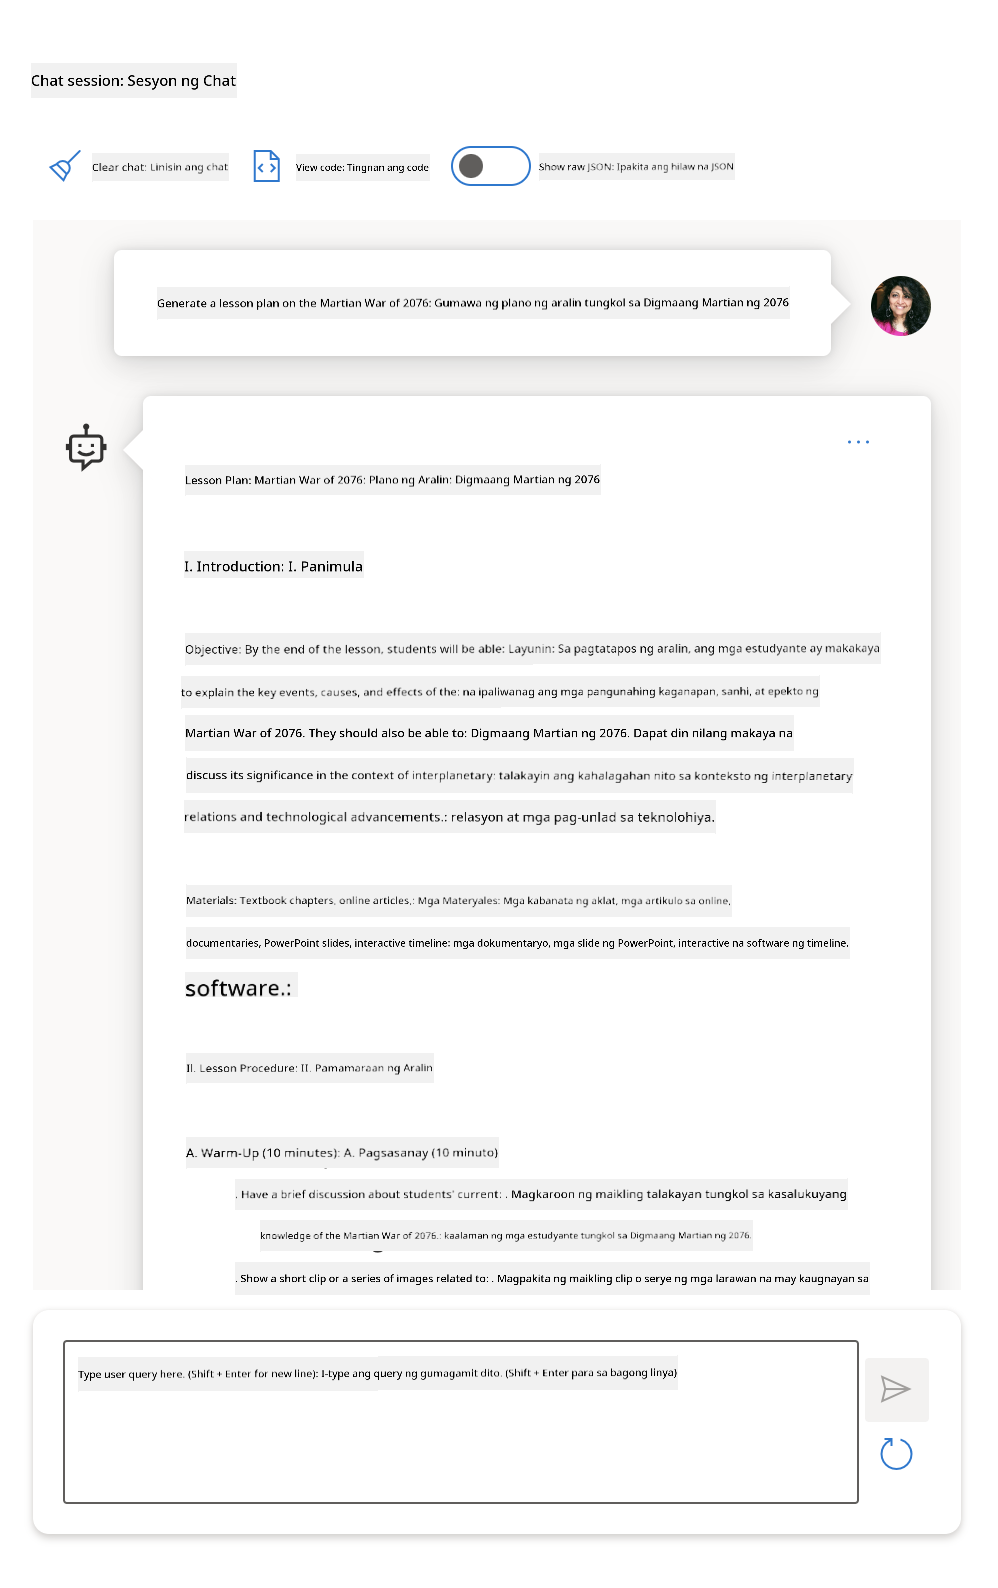 Chat session: Sesyon ng Chat
Clear chat: Linisin ang chat
View code: Tingnan ang code
Show raw JSON: Ipakita ang hilaw na JSON
Generate a lesson plan on the Martian War of 2076: Gumawa ng plano ng aralin tungkol sa Digmaang Martian ng 2076
Lesson Plan: Martian War of 2076: Plano ng Aralin: Digmaang Martian ng 2076
I. Introduction: I. Panimula
Objective: By the end of the lesson, students will be able: Layunin: Sa pagtatapos ng aralin, ang mga estudyante ay makakaya
to explain the key events, causes, and effects of the: na ipaliwanag ang mga pangunahing kaganapan, sanhi, at epekto ng
Martian War of 2076. They should also be able to: Digmaang Martian ng 2076. Dapat din nilang makaya na
discuss its significance in the context of interplanetary: talakayin ang kahalagahan nito sa konteksto ng interplanetary
relations and technological advancements.: relasyon at mga pag-unlad sa teknolohiya.
Materials: Textbook chapters, online articles,: Mga Materyales: Mga kabanata ng aklat, mga artikulo sa online,
documentaries, PowerPoint slides, interactive timeline: mga dokumentaryo, mga slide ng PowerPoint, interactive na software ng timeline.
software.:
II. Lesson Procedure: II. Pamamaraan ng Aralin
A. Warm-Up (10 minutes): A. Pagsasanay (10 minuto)
. Have a brief discussion about students' current: . Magkaroon ng maikling talakayan tungkol sa kasalukuyang
knowledge of the Martian War of 2076.: kaalaman ng mga estudyante tungkol sa Digmaang Martian ng 2076.
. Show a short clip or a series of images related to: . Magpakita ng maikling clip o serye ng mga larawan na may kaugnayan sa
Type user query here. (Shift + Enter for new line): I-type ang query ng gumagamit dito. (Shift + Enter para sa bagong linya)